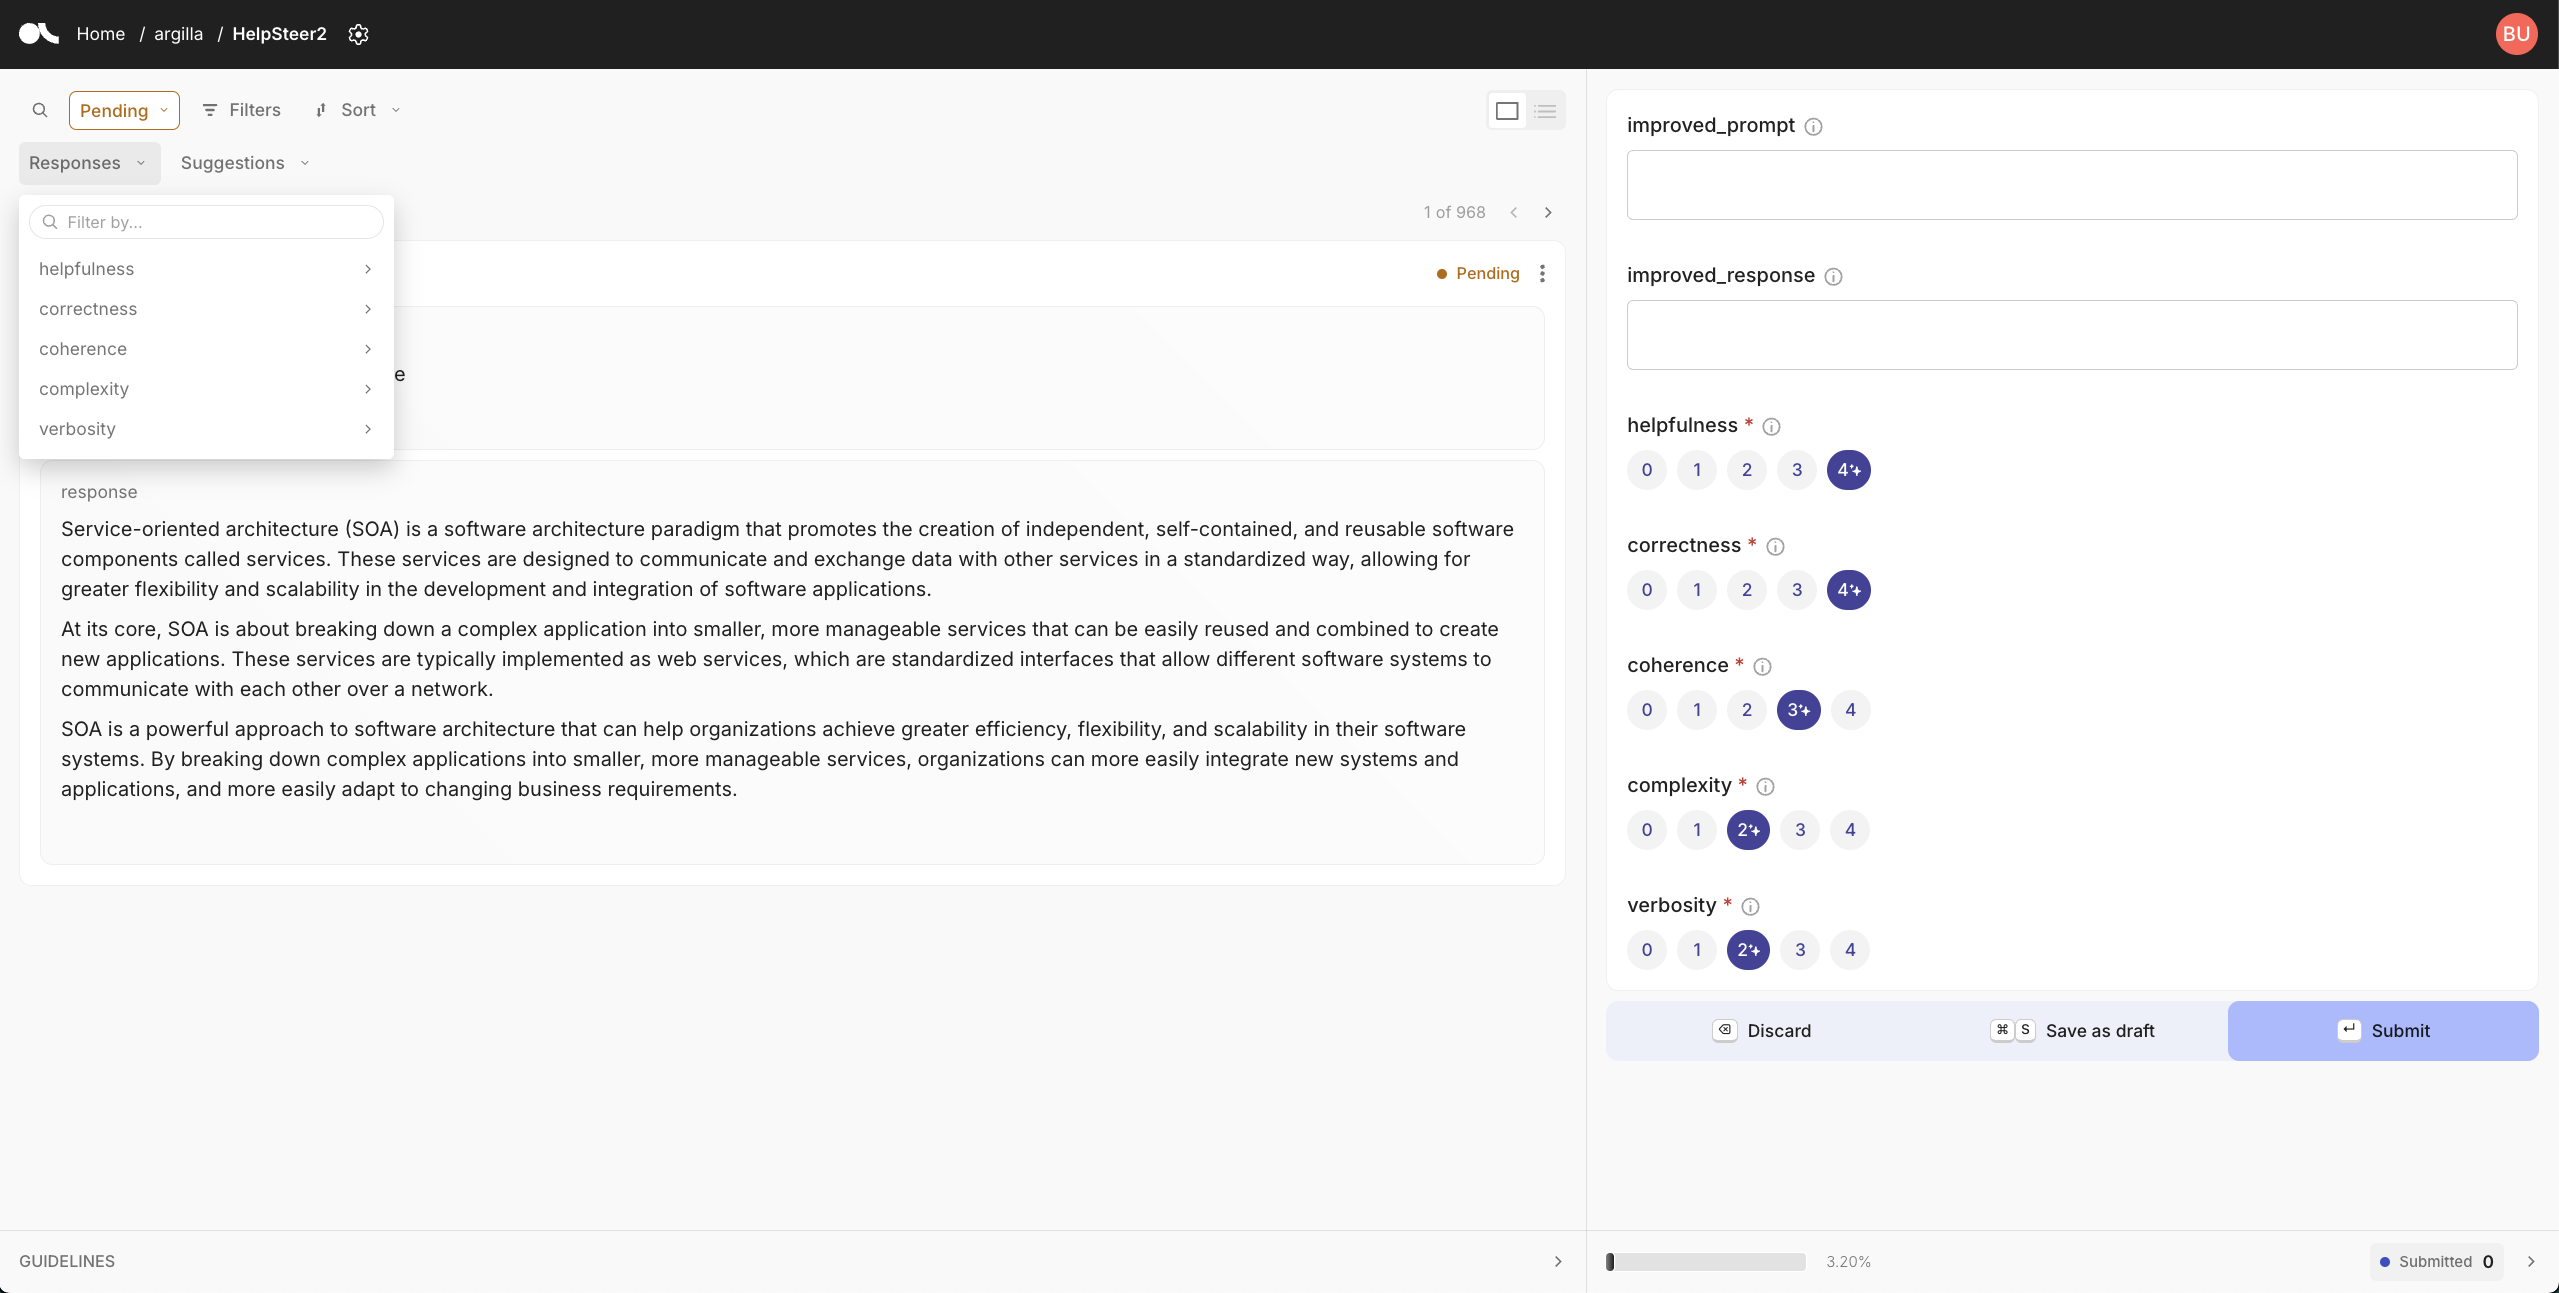 Home / argilla / HelpSteer2
BU
Pending
Filters
Sort
Responses
Suggestions
Filter by...
helpfulness
correctness
coherence
complexity
verbosity
1 of 968
Pending
e
response
Service-oriented architecture (SOA) is a software architecture paradigm that promotes the creation of independent, self-contained, and reusable software
components called services. These services are designed to communicate and exchange data with other services in a standardized way, allowing for
greater flexibility and scalability in the development and integration of software applications.
At its core, SOA is about breaking down a complex application into smaller, more manageable services that can be easily reused and combined to create
new applications. These services are typically implemented as web services, which are standardized interfaces that allow different software systems to
communicate with each other over a network.
SOA is a powerful approach to software architecture that can help organizations achieve greater efficiency, flexibility, and scalability in their software
systems. By breaking down complex applications into smaller, more manageable services, organizations can more easily integrate new systems and
applications, and more easily adapt to changing business requirements.
GUIDELINES
improved_prompt
improved_response
helpfulness *
0 1 2 3 4
correctness *
0 1 2 3 4
coherence *
0 1 2 3 4
complexity *
0 1 2 3 4
verbosity *
0 1 2 3 4
Discard
⌘ S Save as draft
Submit
3.20%
Submitted 0